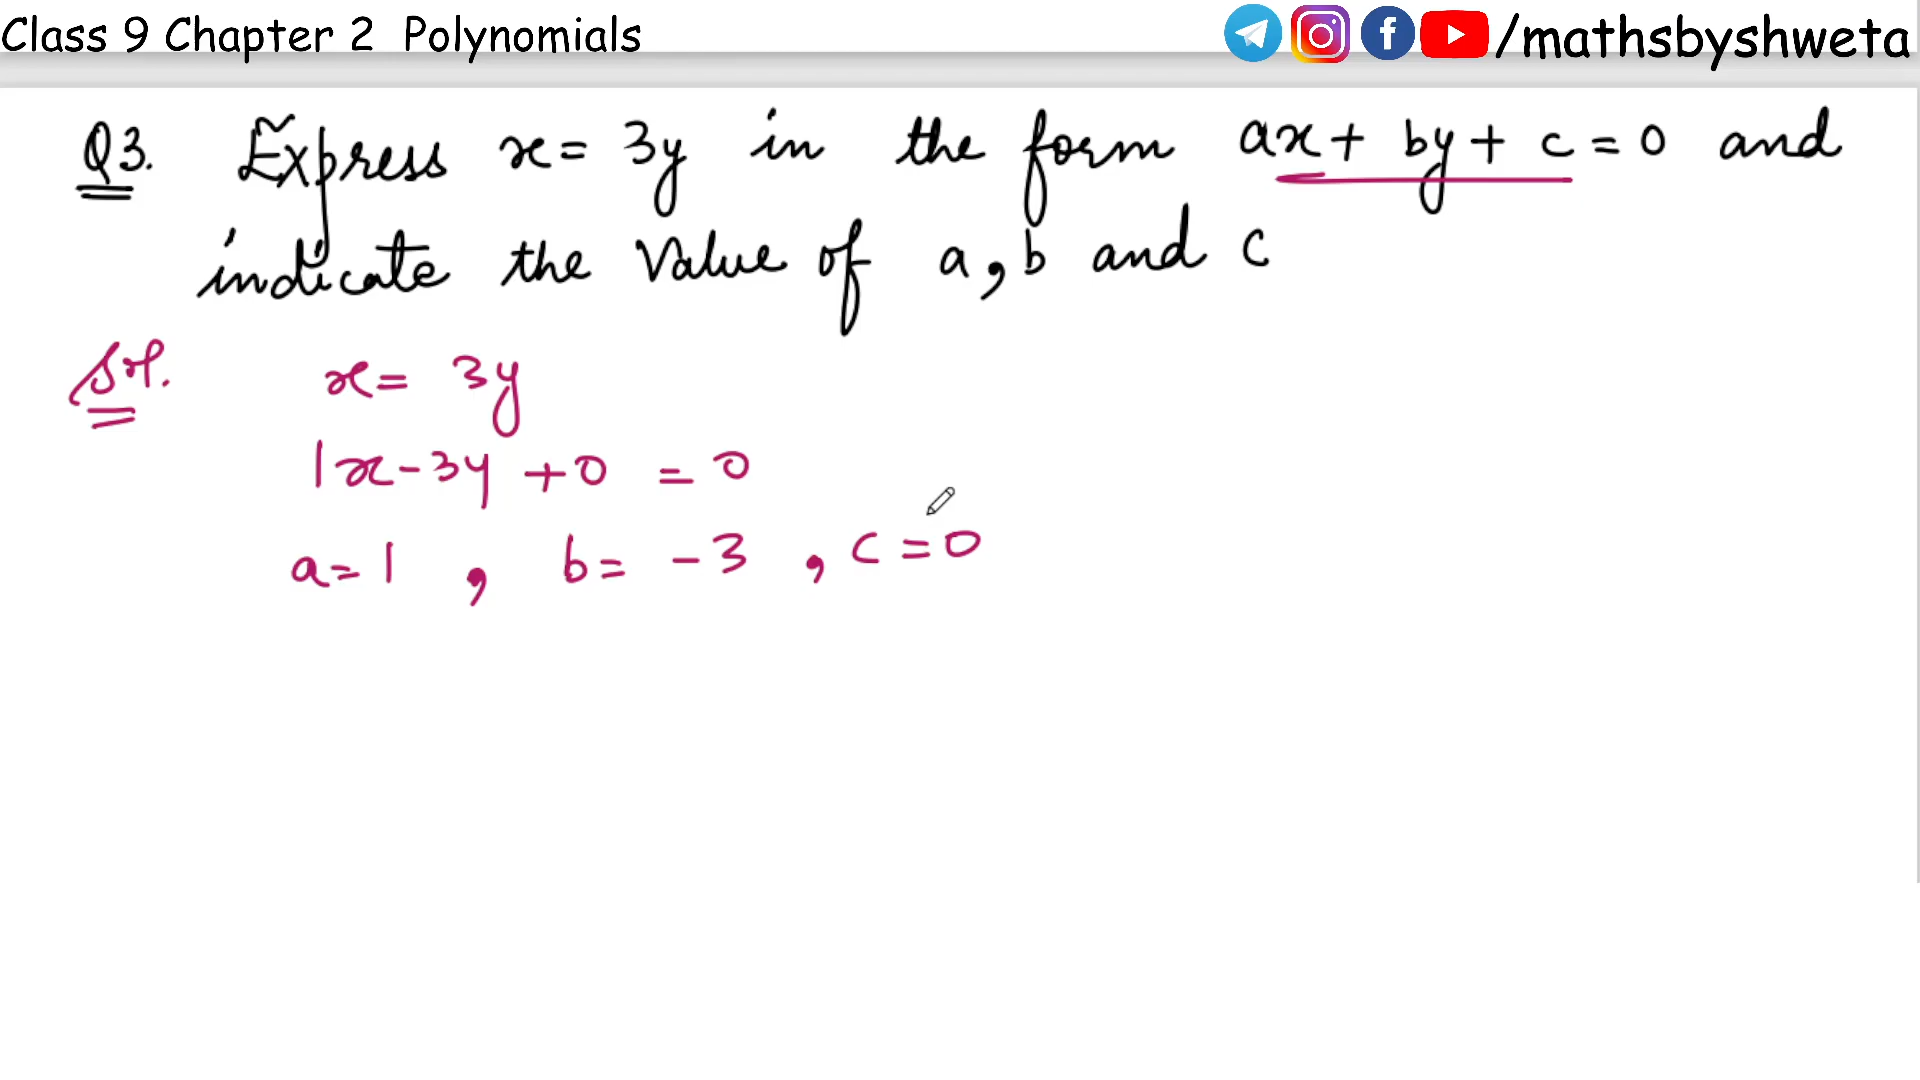 Class 9 Chapter 2 Polynomials
/mathsbyshweta
Q3. Express x = 3y in the form ax + by + c = 0 and
indicate the Value of a, b and c
Sol.
x = 3y
1x - 3y + 0 = 0
a = 1 , b = -3 , c = 0